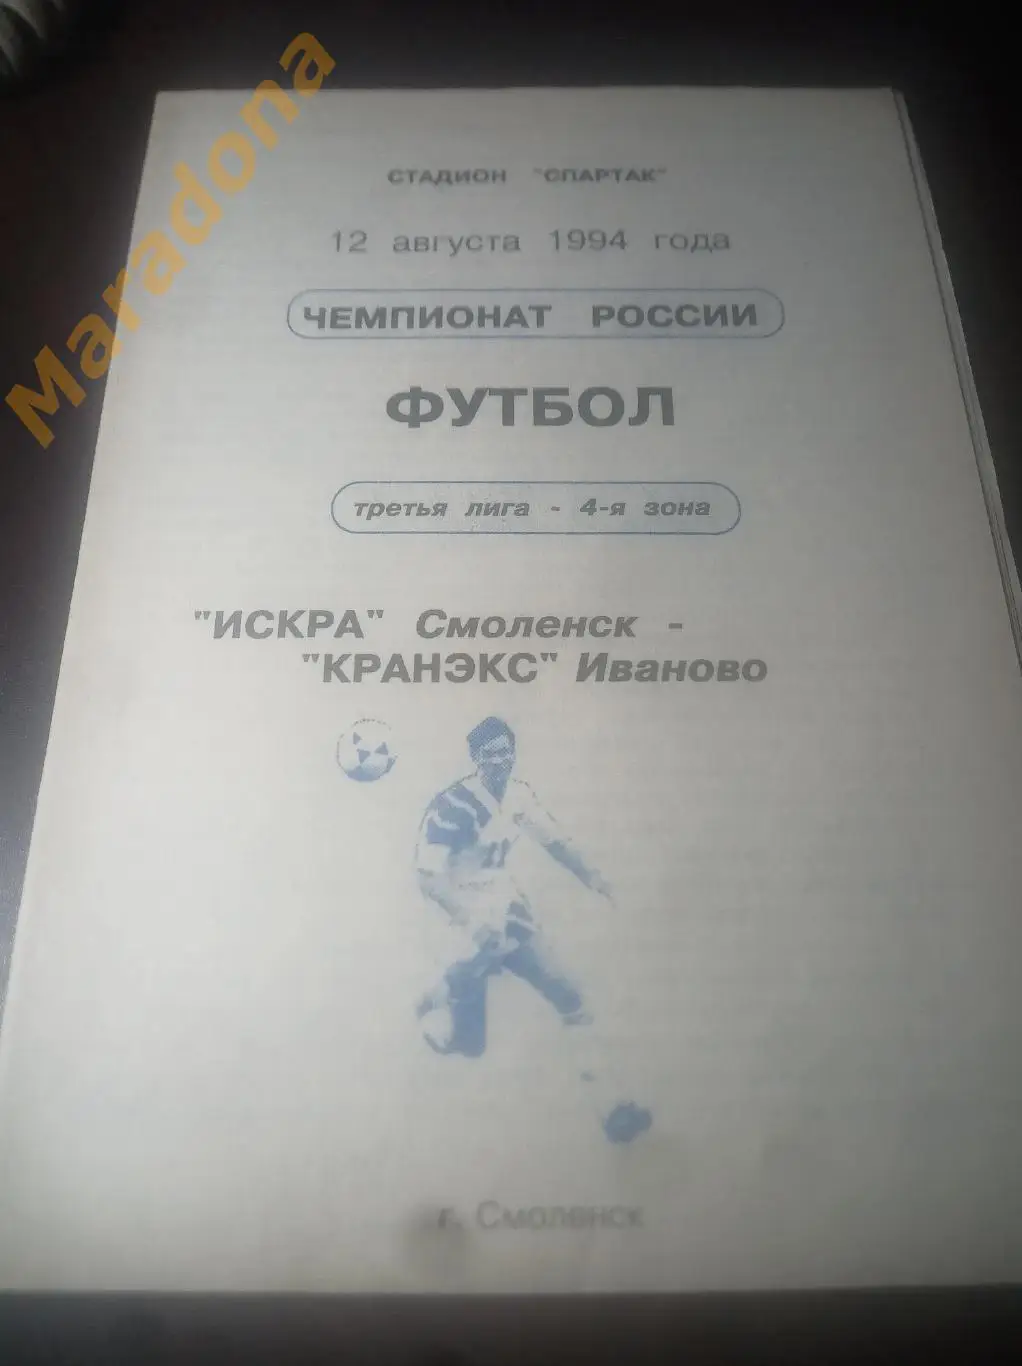 Maradona
СТАДИОН "СПАРТАК"
12 августа 1994 года
ЧЕМПИОНАТ РОССИИ
ФУТБОЛ
третья лига - 4-я зона
"ИСКРА" Смоленск -
"КРАНЭКС" Иваново
г. Смоленск